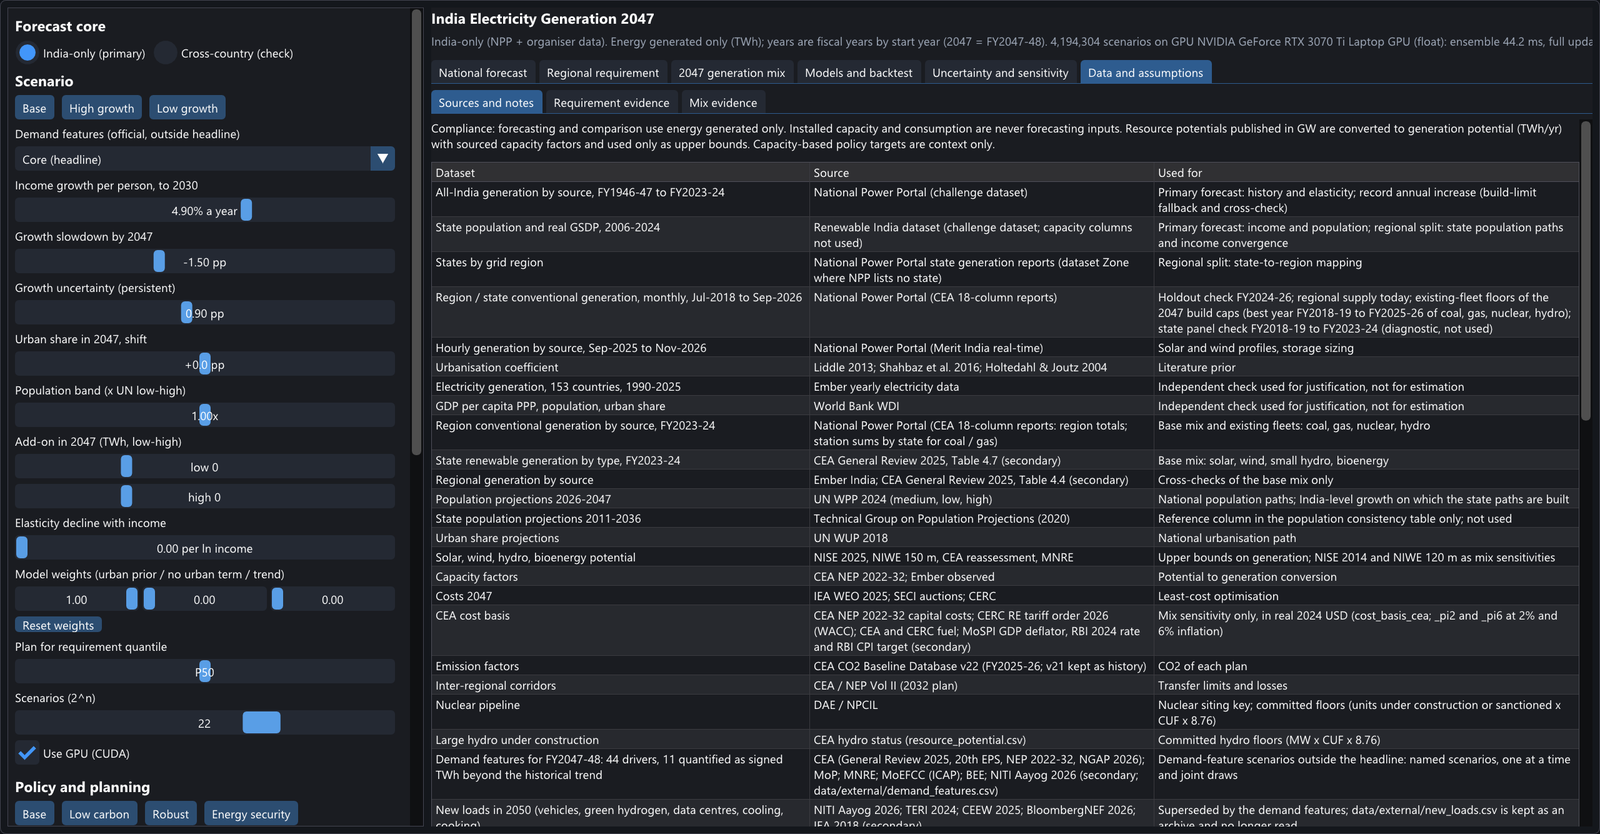 Forecast core
India-only (primary)
Cross-country (check)
Scenario
Base
High growth
Low growth
Demand features (official, outside headline)
Core (headline)
Income growth per person, to 2030
4.90% a year
Growth slowdown by 2047
-1.50 pp
Growth uncertainty (persistent)
0.90 pp
Urban share in 2047, shift
+0.0 pp
Population band (x UN low-high)
1.00x
Add-on in 2047 (TWh, low-high)
low 0
high 0
Elasticity decline with income
0.00 per ln income
Model weights (urban prior / no urban term / trend)
1.00
0.00
0.00
Reset weights
Plan for requirement quantile
P50
Scenarios (2^n)
22
Use GPU (CUDA)
Policy and planning
Base
Low carbon
Robust
Energy security
India Electricity Generation 2047
India-only (NPP + organiser data). Energy generated only (TWh); years are fiscal years by start year (2047 = FY2047-48). 4,194,304 scenarios on GPU NVIDIA GeForce RTX 3070 Ti Laptop GPU (float): ensemble 44.2 ms, full upda
National forecast
Regional requirement
2047 generation mix
Models and backtest
Uncertainty and sensitivity
Data and assumptions
Sources and notes
Requirement evidence
Mix evidence
Compliance: forecasting and comparison use energy generated only. Installed capacity and consumption are never forecasting inputs. Resource potentials published in GW are converted to generation potential (TWh/yr)
with sourced capacity factors and used only as upper bounds. Capacity-based policy targets are context only.
Dataset
Source
Used for
All-India generation by source, FY1946-47 to FY2023-24
National Power Portal (challenge dataset)
Primary forecast: history and elasticity; record annual increase (build-limit
fallback and cross-check)
State population and real GSDP, 2006-2024
Renewable India dataset (challenge dataset; capacity columns
not used)
Primary forecast: income and population; regional split: state population paths
and income convergence
States by grid region
National Power Portal state generation reports (dataset Zone
where NPP lists no state)
Regional split: state-to-region mapping
Region / state conventional generation, monthly, Jul-2018 to Sep-2026
National Power Portal (CEA 18-column reports)
Holdout check FY2024-26; regional supply today; existing-fleet floors of the
2047 build caps (best year FY2018-19 to FY2025-26 of coal, gas, nuclear, hydro);
state panel check FY2018-19 to FY2023-24 (diagnostic, not used)
Hourly generation by source, Sep-2025 to Nov-2026
National Power Portal (Merit India real-time)
Solar and wind profiles, storage sizing
Urbanisation coefficient
Liddle 2013; Shahbaz et al. 2016; Holtedahl & Joutz 2004
Literature prior
Electricity generation, 153 countries, 1990-2025
Ember yearly electricity data
Independent check used for justification, not for estimation
GDP per capita PPP, population, urban share
World Bank WDI
Independent check used for justification, not for estimation
Region conventional generation by source, FY2023-24
National Power Portal (CEA 18-column reports: region totals;
station sums by state for coal / gas)
Base mix and existing fleets: coal, gas, nuclear, hydro
State renewable generation by type, FY2023-24
CEA General Review 2025, Table 4.7 (secondary)
Base mix: solar, wind, small hydro, bioenergy
Regional generation by source
Ember India; CEA General Review 2025, Table 4.4 (secondary)
Cross-checks of the base mix only
Population projections 2026-2047
UN WPP 2024 (medium, low, high)
National population paths; India-level growth on which the state paths are built
State population projections 2011-2036
Technical Group on Population Projections (2020)
Reference column in the population consistency table only; not used
Urban share projections
UN WUP 2018
National urbanisation path
Solar, wind, hydro, bioenergy potential
NISE 2025, NIWE 150 m, CEA reassessment, MNRE
Upper bounds on generation; NISE 2014 and NIWE 120 m as mix sensitivities
Capacity factors
CEA NEP 2022-32; Ember observed
Potential to generation conversion
Costs 2047
IEA WEO 2025; SECI auctions; CERC
Least-cost optimisation
CEA cost basis
CEA NEP 2022-32 capital costs; CERC RE tariff order 2026
(WACC); CEA and CERC fuel; MoSPI GDP deflator, RBI 2024 rate
and RBI CPI target (secondary)
Mix sensitivity only, in real 2024 USD (cost_basis_cea; _pi2 and _pi6 at 2% and
6% inflation)
Emission factors
CEA CO2 Baseline Database v22 (FY2025-26; v21 kept as history)
CO2 of each plan
Inter-regional corridors
CEA / NEP Vol II (2032 plan)
Transfer limits and losses
Nuclear pipeline
DAE / NPCIL
Nuclear siting key; committed floors (units under construction or sanctioned x
CUF x 8.76)
Large hydro under construction
CEA hydro status (resource_potential.csv)
Committed hydro floors (MW x CUF x 8.76)
Demand features for FY2047-48: 44 drivers, 11 quantified as signed
TWh beyond the historical trend
CEA (General Review 2025, 20th EPS, NEP 2022-32, NGAP 2026);
MoP; MNRE; MoEFCC (ICAP); BEE; NITI Aayog 2026 (secondary;
data/external/demand_features.csv)
Demand-feature scenarios outside the headline: named scenarios, one at a time
and joint draws
New loads in 2050 (vehicles, green hydrogen, data centres, cooling,
cooking)
NITI Aayog 2026; TERI 2024; CEEW 2025; BloombergNEF 2026;
IEA 2018 (secondary)
Superseded by the demand features; data/external/new_loads.csv is kept as an
archive and no longer read